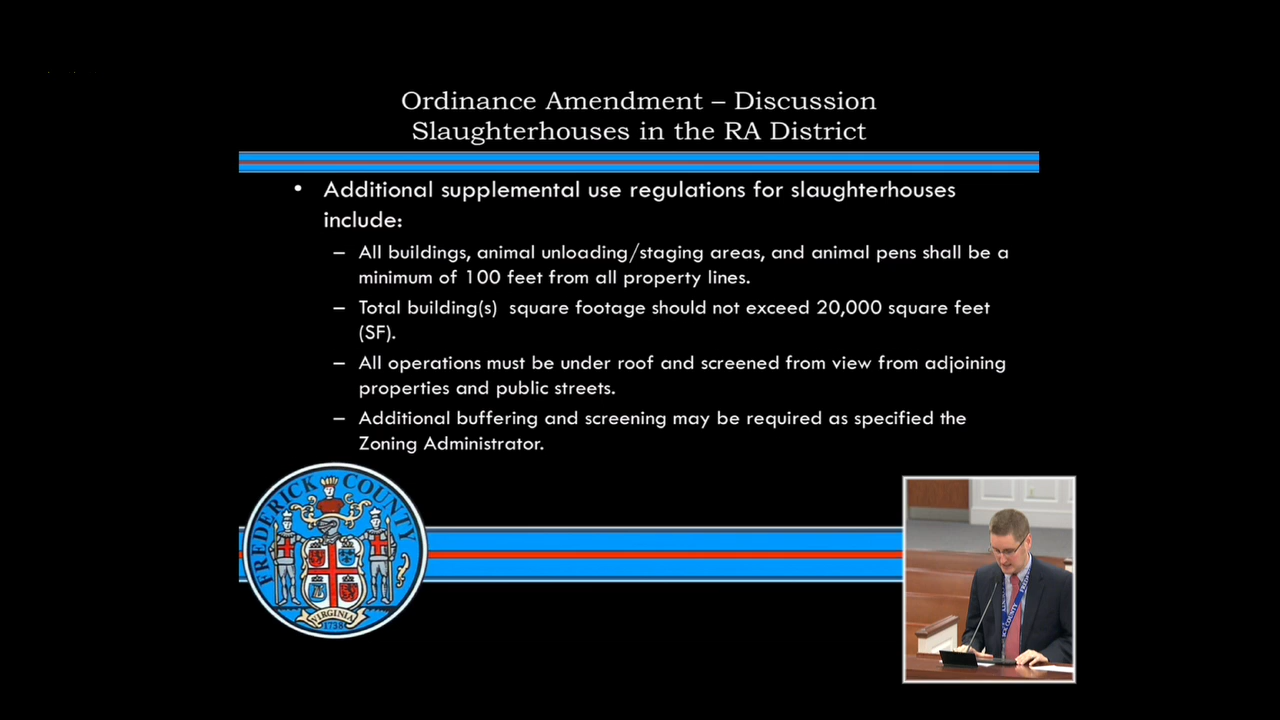 Ordinance Amendment – Discussion
Slaughterhouses in the RA District
• Additional supplemental use regulations for slaughterhouses
include:
– All buildings, animal unloading/staging areas, and animal pens shall be a
minimum of 100 feet from all property lines.
– Total building(s) square footage should not exceed 20,000 square feet
(SF).
– All operations must be under roof and screened from view from adjoining
properties and public streets.
– Additional buffering and screening may be required as specified the
Zoning Administrator.
FREDERICK COUNTY
VIRGINIA
1738